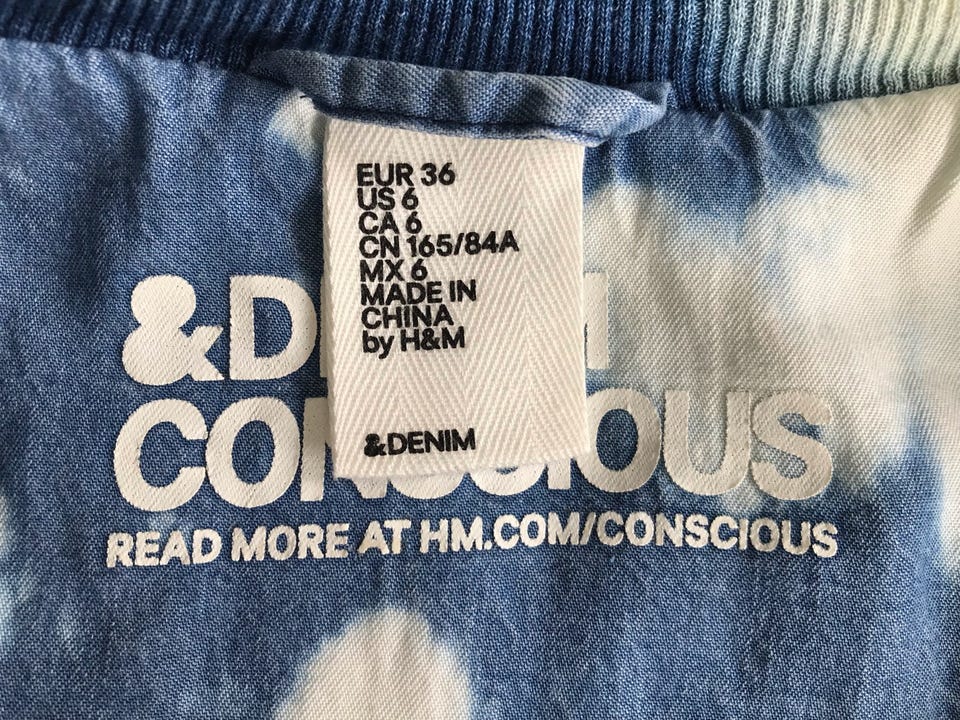 EUR 36
US 6
CA 6
CN 165/84A
MX 6
MADE IN
CHINA
by H&M
&DENIM
CONSCIOUS
READ MORE AT HM.COM/CONSCIOUS